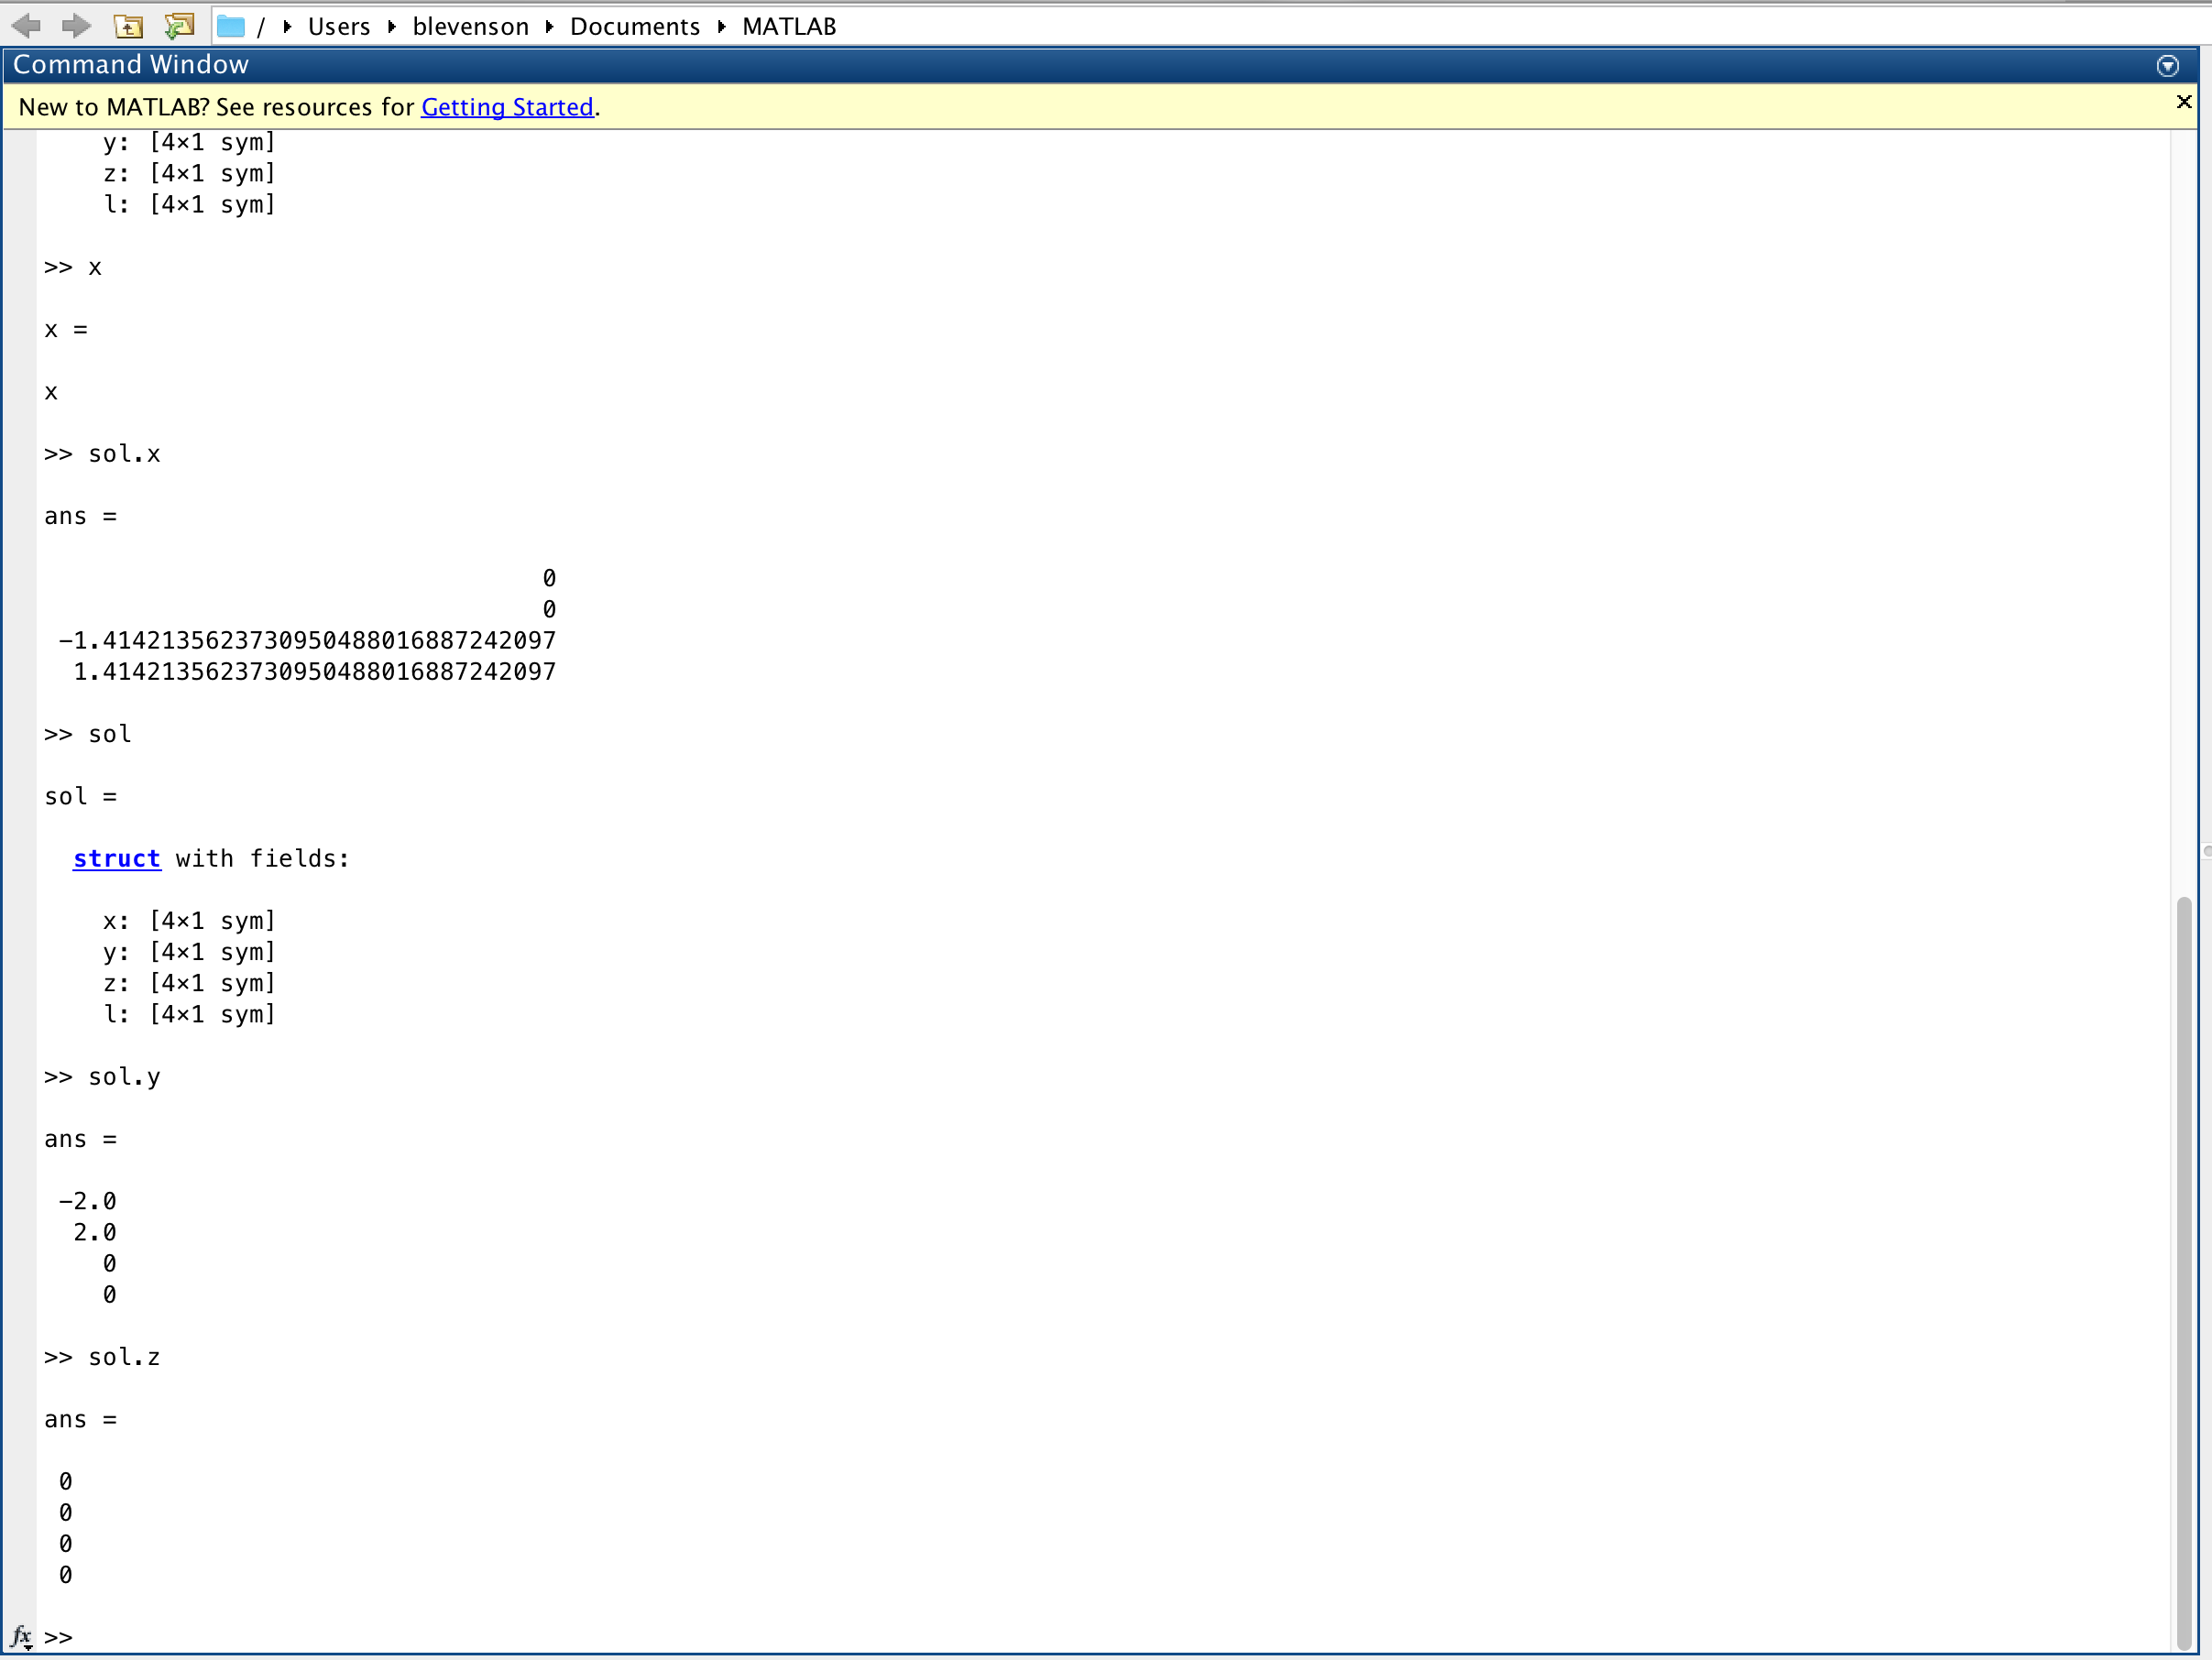 / ▸ Users ▸ blevenson ▸ Documents ▸ MATLAB
Command Window
New to MATLAB? See resources for Getting Started.
y: [4×1 sym]
z: [4×1 sym]
l: [4×1 sym]
>> x
x =
x
>> sol.x
ans =
0
0
-1.4142135623730950488016887242097
1.4142135623730950488016887242097
>> sol
sol =
struct with fields:
x: [4×1 sym]
y: [4×1 sym]
z: [4×1 sym]
l: [4×1 sym]
>> sol.y
ans =
-2.0
2.0
0
0
>> sol.z
ans =
0
0
0
0
fx >>